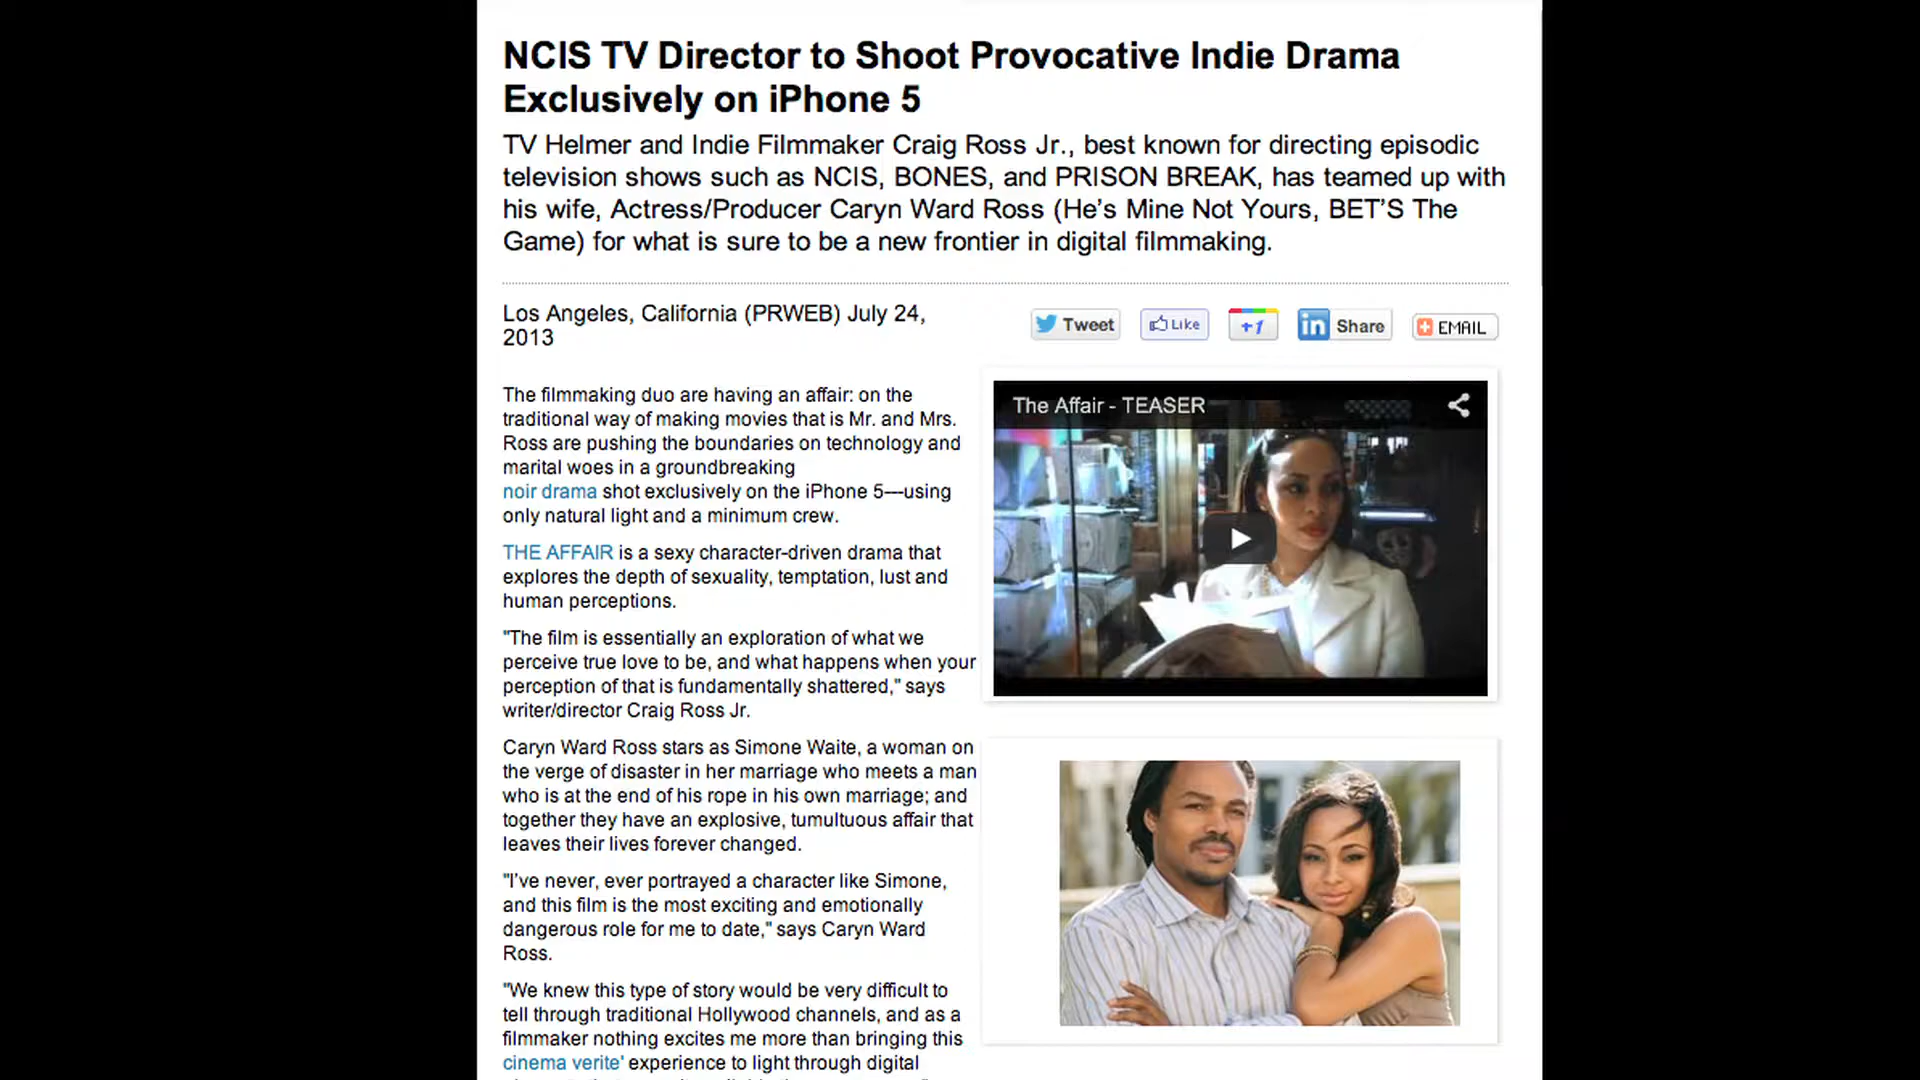 NCIS TV Director to Shoot Provocative Indie Drama
Exclusively on iPhone 5
TV Helmer and Indie Filmmaker Craig Ross Jr., best known for directing episodic
television shows such as NCIS, BONES, and PRISON BREAK, has teamed up with
his wife, Actress/Producer Caryn Ward Ross (He's Mine Not Yours, BET'S The
Game) for what is sure to be a new frontier in digital filmmaking.
Los Angeles, California (PRWEB) July 24,
2013
Tweet
Like
+1
in Share
EMAIL
The filmmaking duo are having an affair: on the
traditional way of making movies that is Mr. and Mrs.
Ross are pushing the boundaries on technology and
marital woes in a groundbreaking
noir drama shot exclusively on the iPhone 5---using
only natural light and a minimum crew.
THE AFFAIR is a sexy character-driven drama that
explores the depth of sexuality, temptation, lust and
human perceptions.
"The film is essentially an exploration of what we
perceive true love to be, and what happens when your
perception of that is fundamentally shattered," says
writer/director Craig Ross Jr.
Caryn Ward Ross stars as Simone Waite, a woman on
the verge of disaster in her marriage who meets a man
who is at the end of his rope in his own marriage; and
together they have an explosive, tumultuous affair that
leaves their lives forever changed.
"I've never, ever portrayed a character like Simone,
and this film is the most exciting and emotionally
dangerous role for me to date," says Caryn Ward
Ross.
"We knew this type of story would be very difficult to
tell through traditional Hollywood channels, and as a
filmmaker nothing excites me more than bringing this
cinema verite' experience to light through digital
The Affair - TEASER